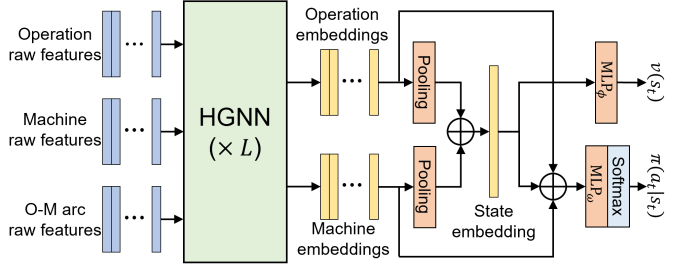 Operation
raw features
Machine
raw features
O-M arc
raw features
HGNN
(× L)
Operation
embeddings
Machine
embeddings
Pooling
Pooling
State
embedding
MLPϕ
v(sₜ)
MLPω
Softmax
π(aₜ|sₜ)